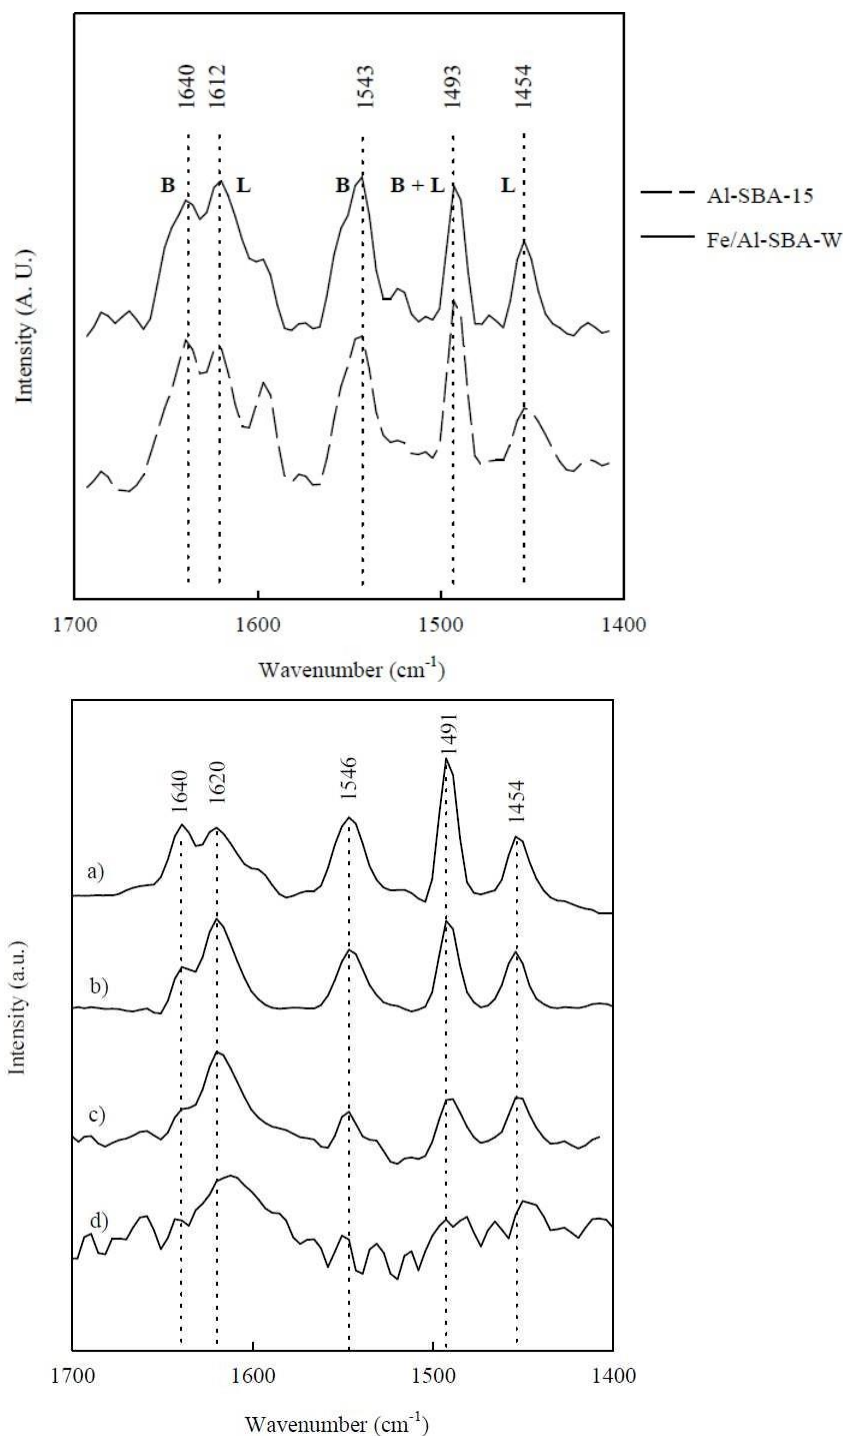 1640 1612 1543 1493 1454
B L B B + L L
Al-SBA-15
Fe/Al-SBA-W
Intensity (A. U.)
1700 1600 1500 1400
Wavenumber (cm⁻¹)
1640 1620 1546 1491 1454
a)
b)
c)
d)
Intensity (a.u.)
1700 1600 1500 1400
Wavenumber (cm⁻¹)